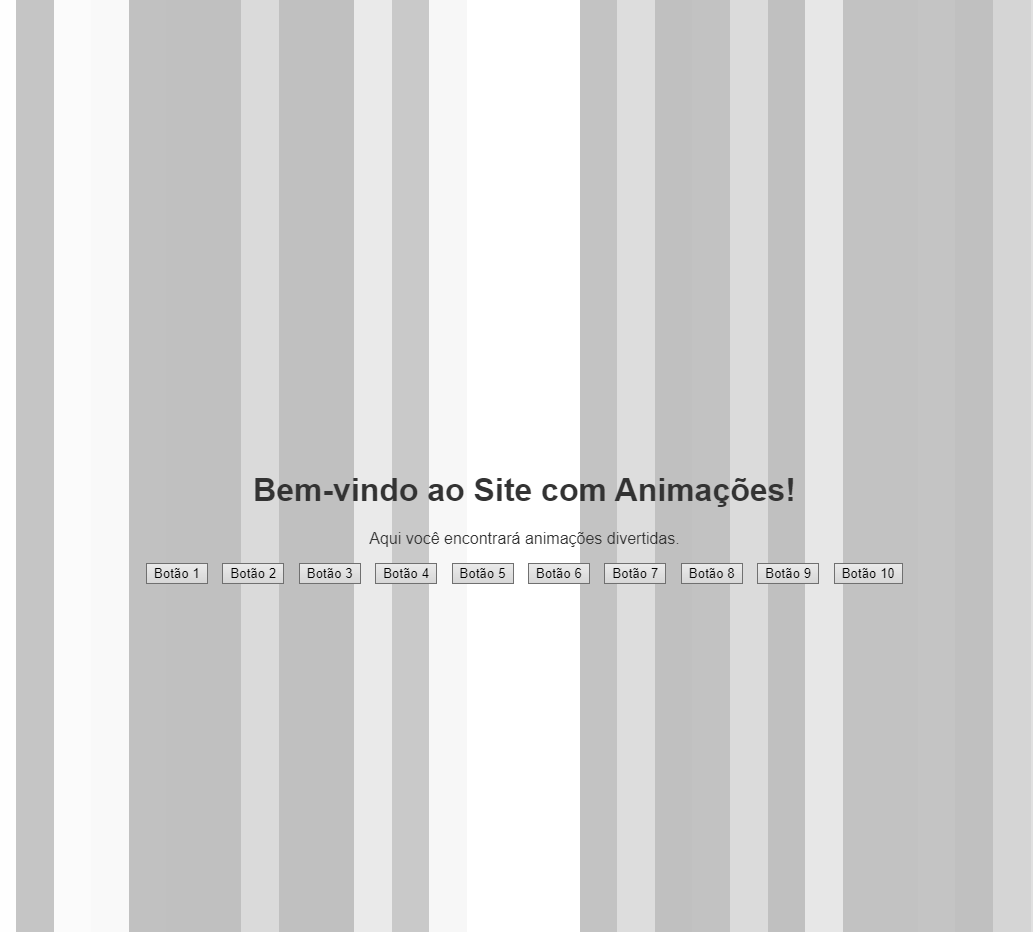 Bem-vindo ao Site com Animações!
Aqui você encontrará animações divertidas.
Botão 1 Botão 2 Botão 3 Botão 4 Botão 5 Botão 6 Botão 7 Botão 8 Botão 9 Botão 10